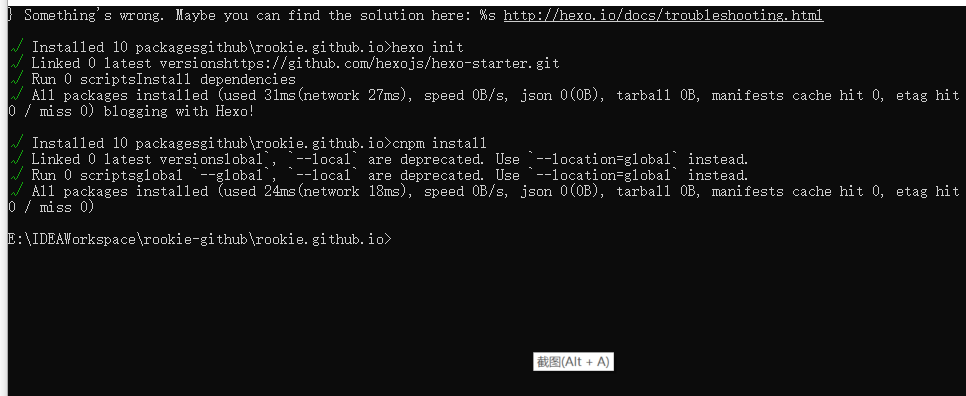 } Something's wrong. Maybe you can find the solution here: %s http://hexo.io/docs/troubleshooting.html
√ Installed 10 packagesgithub\rookie.github.io>hexo init
√ Linked 0 latest versionshttps://github.com/hexojs/hexo-starter.git
√ Run 0 scriptsInstall dependencies
√ All packages installed (used 31ms(network 27ms), speed 0B/s, json 0(0B), tarball 0B, manifests cache hit 0, etag hit
0 / miss 0) blogging with Hexo!
√ Installed 10 packagesgithub\rookie.github.io>cnpm install
√ Linked 0 latest versionslobal`, `--local` are deprecated. Use `--location=global` instead.
√ Run 0 scriptsglobal `--global`, `--local` are deprecated. Use `--location=global` instead.
√ All packages installed (used 24ms(network 18ms), speed 0B/s, json 0(0B), tarball 0B, manifests cache hit 0, etag hit
0 / miss 0)
E:\IDEAWorkspace\rookie-github\rookie.github.io>
截图(Alt + A)